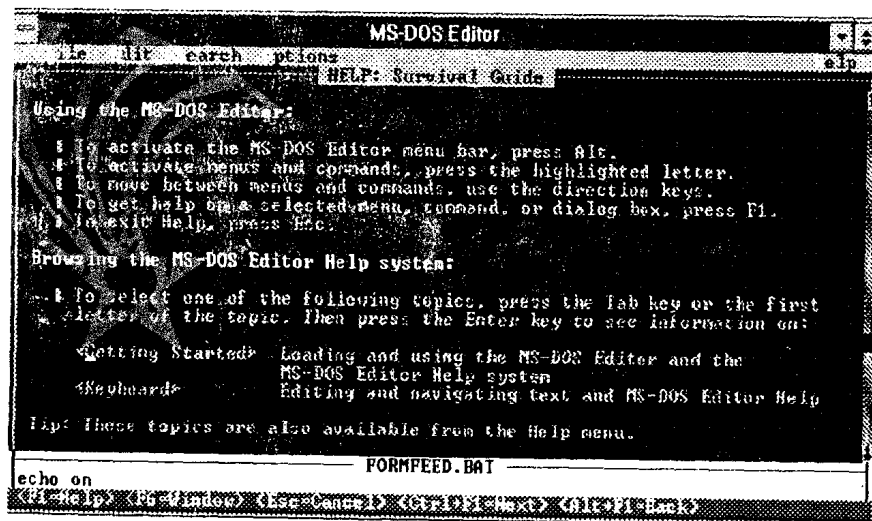 MS-DOS Editor
ile dit earch ptions elp
HELP: Survival Guide
Using the MS-DOS Editor:
To activate the MS-DOS Editor menu bar, press Alt.
To activate menus and commands, press the highlighted letter.
To move between menus and commands, use the direction keys.
To get help on a selected menu, command, or dialog box, press F1.
To exit Help, press Esc.
Browsing the MS-DOS Editor Help system:
To select one of the following topics, press the Tab key or the first
letter of the topic. Then press the Enter key to see information on:
<Getting Started> Loading and using the MS-DOS Editor and the
MS-DOS Editor Help system
<Keyboard> Editing and navigating text and MS-DOS Editor Help
Tip: These topics are also available from the Help menu.
FORMFEED.BAT
echo on
<F1=Help> <F6=Window> <Esc=Cancel> <Ctrl+F1=Next> <Alt+F1=Back>